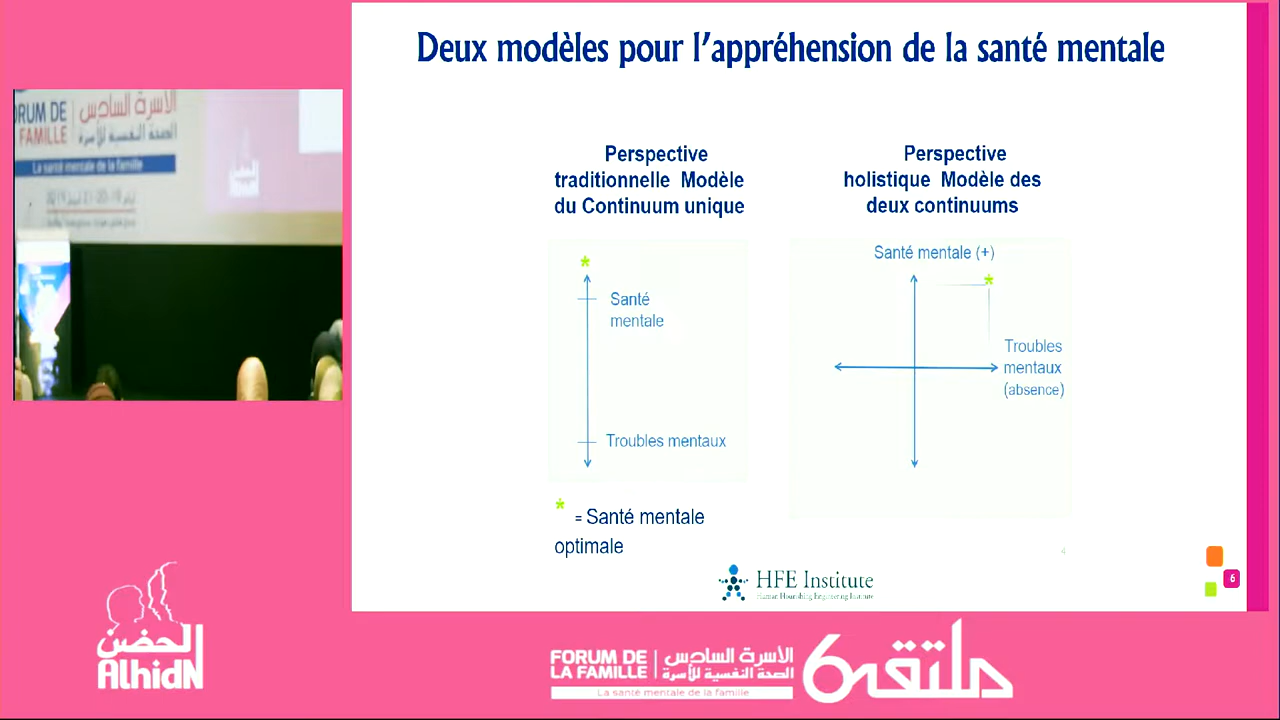 Deux modèles pour l'appréhension de la santé mentale
Perspective
traditionnelle Modèle
du Continuum unique
Perspective
holistique Modèle des
deux continuums
*
Santé
mentale
Troubles mentaux
Santé mentale (+)
*
Troubles
mentaux
(absence)
*
= Santé mentale
optimale
4
HFE Institute
6
ORUM DE
FAMILLE
الأسرة السادس
الصحة النفسية للأسرة
La santé mentale de la famille
الحضن
AlhidN
FORUM DE
LA FAMILLE
الأسرة السادس
الصحة النفسية للأسرة
La santé mentale de la famille
6 ملتقى